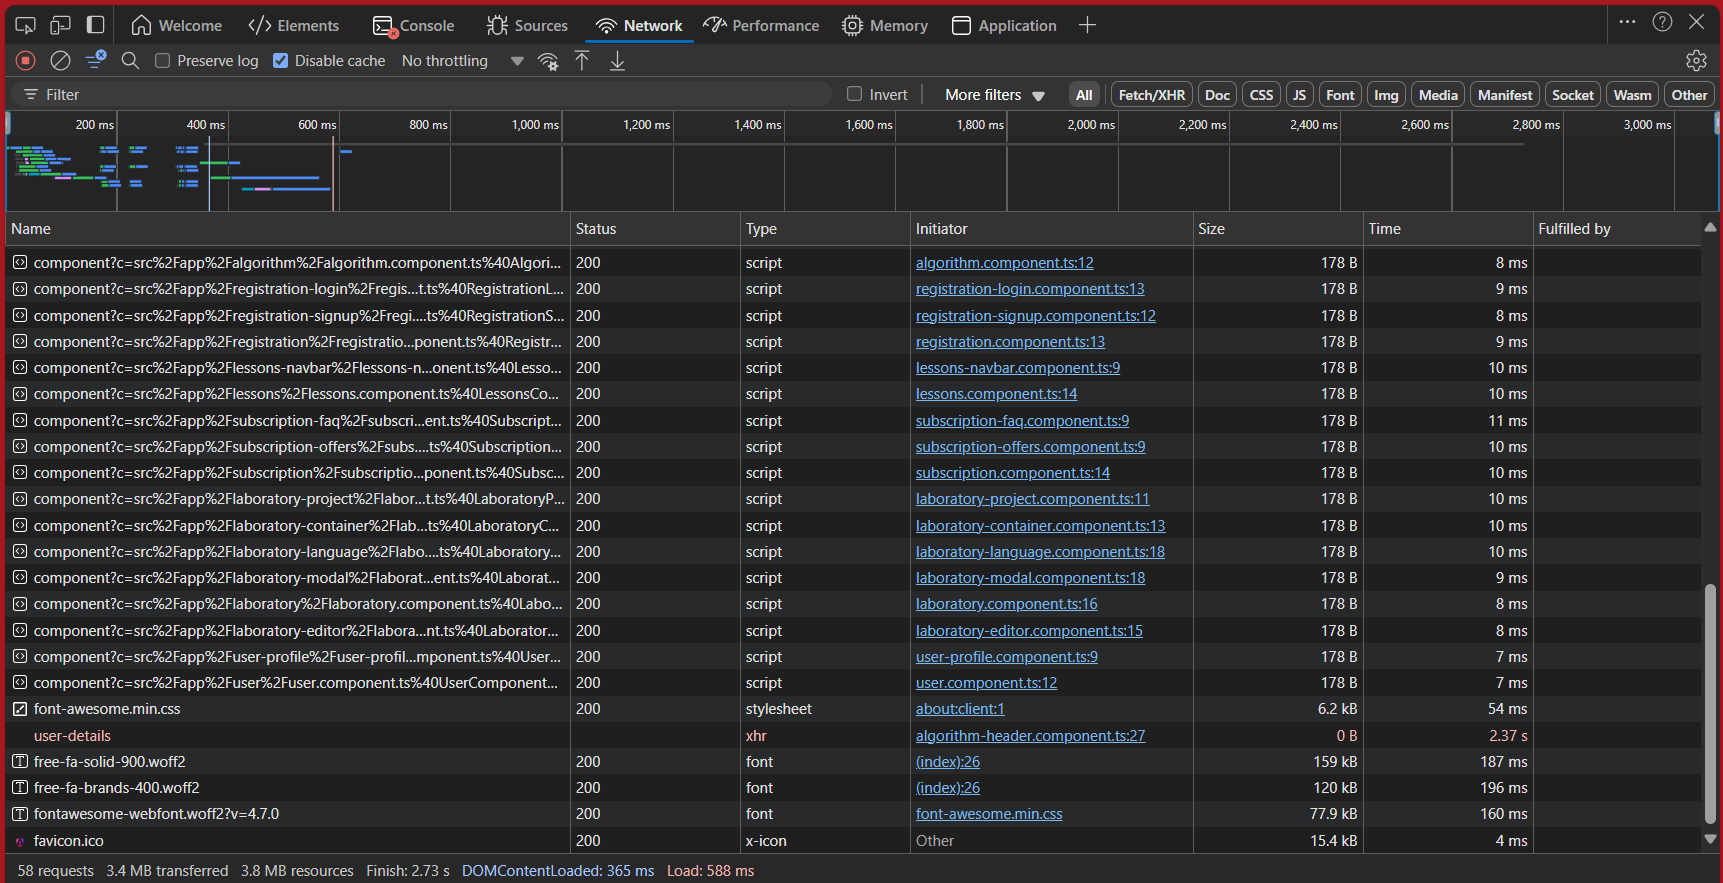 Welcome Elements Console Sources Network Performance Memory Application
Preserve log Disable cache No throttling
Filter Invert More filters All Fetch/XHR Doc CSS JS Font Img Media Manifest Socket Wasm Other
200 ms 400 ms 600 ms 800 ms 1,000 ms 1,200 ms 1,400 ms 1,600 ms 1,800 ms 2,000 ms 2,200 ms 2,400 ms 2,600 ms 2,800 ms 3,000 ms
Name Status Type Initiator Size Time Fulfilled by
component?c=src%2Fapp%2Falgorithm%2Falgorithm.component.ts%40Algori... 200 script algorithm.component.ts:12 178 B 8 ms
component?c=src%2Fapp%2Fregistration-login%2Fregis...t.ts%40RegistrationL... 200 script registration-login.component.ts:13 178 B 9 ms
component?c=src%2Fapp%2Fregistration-signup%2Fregi....ts%40RegistrationS... 200 script registration-signup.component.ts:12 178 B 8 ms
component?c=src%2Fapp%2Fregistration%2Fregistratio...ponent.ts%40Registr... 200 script registration.component.ts:13 178 B 9 ms
component?c=src%2Fapp%2Flessons-navbar%2Flessons-n...onent.ts%40Lesso... 200 script lessons-navbar.component.ts:9 178 B 10 ms
component?c=src%2Fapp%2Flessons%2Flessons.component.ts%40LessonsCo... 200 script lessons.component.ts:14 178 B 10 ms
component?c=src%2Fapp%2Fsubscription-faq%2Fsubscri...ent.ts%40Subscript... 200 script subscription-faq.component.ts:9 178 B 11 ms
component?c=src%2Fapp%2Fsubscription-offers%2Fsubs....ts%40Subscription... 200 script subscription-offers.component.ts:9 178 B 10 ms
component?c=src%2Fapp%2Fsubscription%2Fsubscriptio...ponent.ts%40Subsc... 200 script subscription.component.ts:14 178 B 10 ms
component?c=src%2Fapp%2Flaboratory-project%2Flabor...t.ts%40LaboratoryP... 200 script laboratory-project.component.ts:11 178 B 10 ms
component?c=src%2Fapp%2Flaboratory-container%2Flab...ts%40LaboratoryC... 200 script laboratory-container.component.ts:13 178 B 10 ms
component?c=src%2Fapp%2Flaboratory-language%2Flabo....ts%40Laboratory... 200 script laboratory-language.component.ts:18 178 B 10 ms
component?c=src%2Fapp%2Flaboratory-modal%2Flaborat...ent.ts%40Laborat... 200 script laboratory-modal.component.ts:18 178 B 9 ms
component?c=src%2Fapp%2Flaboratory%2Flaboratory.component.ts%40Labo... 200 script laboratory.component.ts:16 178 B 8 ms
component?c=src%2Fapp%2Flaboratory-editor%2Flabora...nt.ts%40Laborator... 200 script laboratory-editor.component.ts:15 178 B 8 ms
component?c=src%2Fapp%2Fuser-profile%2Fuser-profil...mponent.ts%40User... 200 script user-profile.component.ts:9 178 B 7 ms
component?c=src%2Fapp%2Fuser%2Fuser.component.ts%40UserComponent... 200 script user.component.ts:12 178 B 7 ms
font-awesome.min.css 200 stylesheet about:client:1 6.2 kB 54 ms
user-details xhr algorithm-header.component.ts:27 0 B 2.37 s
free-fa-solid-900.woff2 200 font (index):26 159 kB 187 ms
free-fa-brands-400.woff2 200 font (index):26 120 kB 196 ms
fontawesome-webfont.woff2?v=4.7.0 200 font font-awesome.min.css 77.9 kB 160 ms
favicon.ico 200 x-icon Other 15.4 kB 4 ms
58 requests 3.4 MB transferred 3.8 MB resources Finish: 2.73 s DOMContentLoaded: 365 ms Load: 588 ms